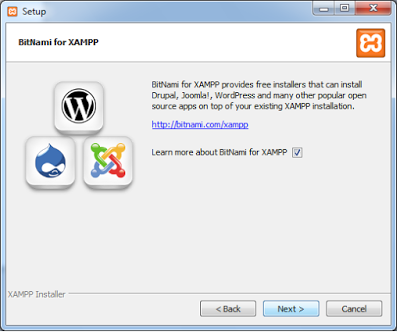 Setup
BitNami for XAMPP
BitNami for XAMPP provides free installers that can install
Drupal, Joomla!, WordPress and many other popular open
source apps on top of your existing XAMPP installation.
http://bitnami.com/xampp
Learn more about BitNami for XAMPP
XAMPP Installer
< Back
Next >
Cancel